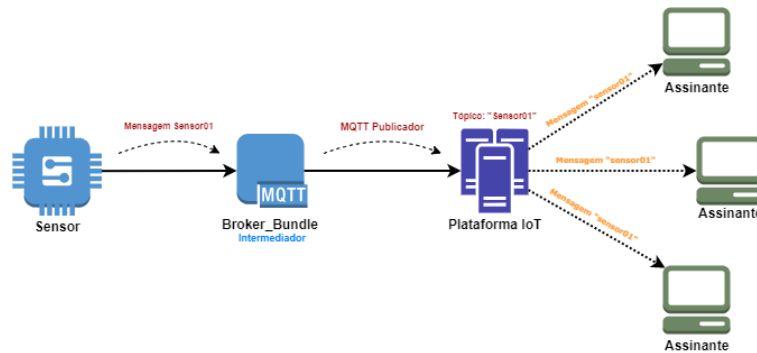 Mensagem Sensor01
MQTT Publicador
Tópico: "Sensor01"
Mensagem "sensor01"
Assinante
Mensagem "sensor01"
Assinante
Mensagem "sensor01"
Assinante
MQTT
Sensor
Broker_Bundle
Intermediador
Plataforma IoT